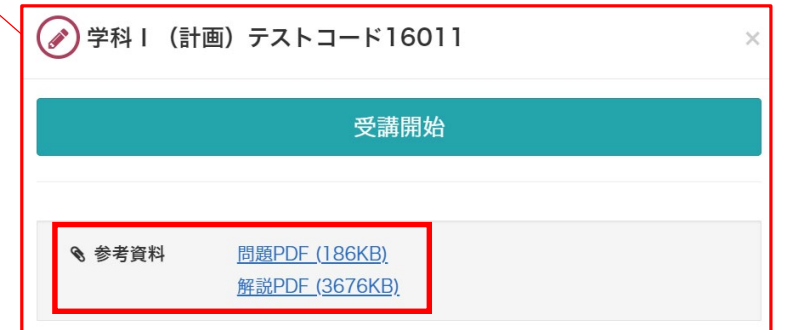 学科Ⅰ（計画）テストコード16011
×
受講開始
参考資料 問題PDF (186KB)
解説PDF (3676KB)